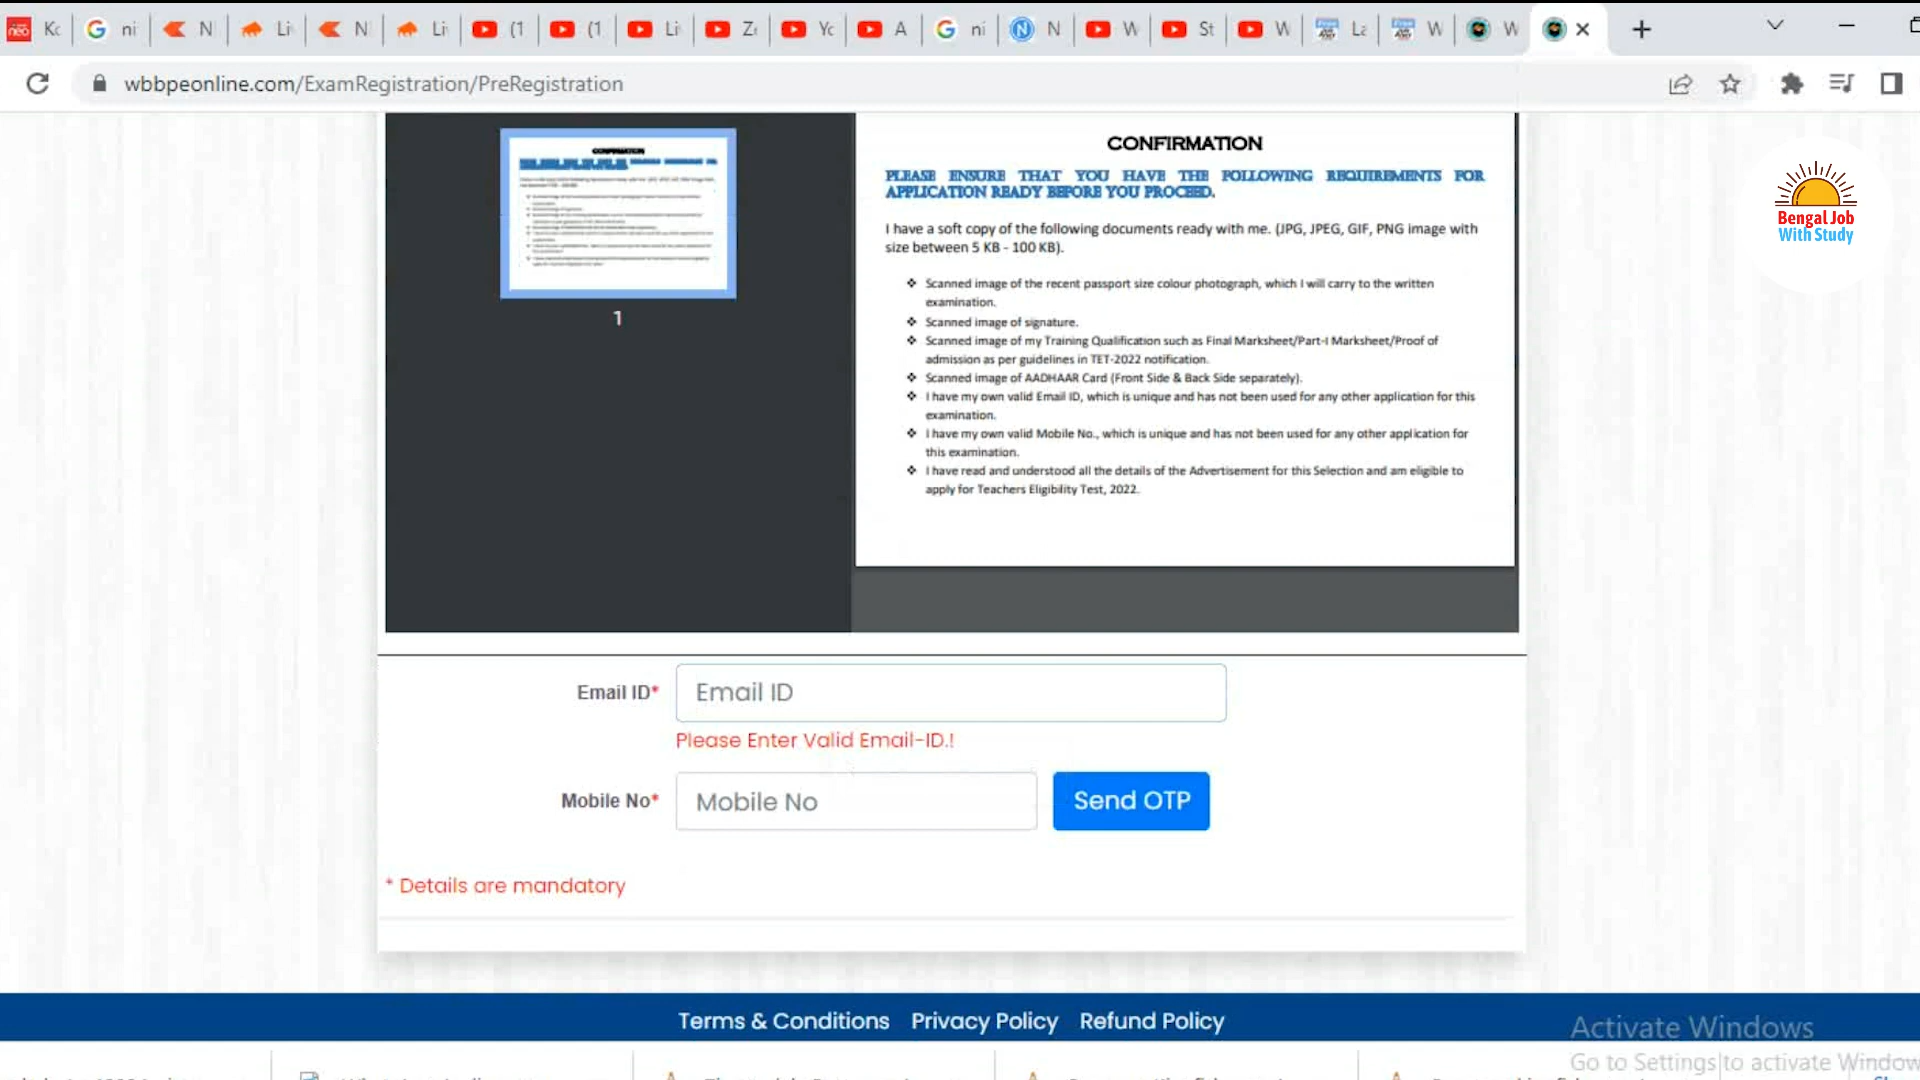 wbbpeonline.com/ExamRegistration/PreRegistration
CONFIRMATION
PLEASE ENSURE THAT YOU HAVE THE FOLLOWING REQUIREMENTS FOR
APPLICATION READY BEFORE YOU PROCEED.
I have a soft copy of the following documents ready with me. (JPG, JPEG, GIF, PNG image with
size between 5 KB - 100 KB).
❖ Scanned image of the recent passport size colour photograph, which I will carry to the written
examination.
❖ Scanned image of signature.
❖ Scanned image of my Training Qualification such as Final Marksheet/Part-I Marksheet/Proof of
admission as per guidelines in TET-2022 notification.
❖ Scanned image of AADHAAR Card (Front Side & Back Side separately).
❖ I have my own valid Email ID, which is unique and has not been used for any other application for this
examination.
❖ I have my own valid Mobile No., which is unique and has not been used for any other application for
this examination.
❖ I have read and understood all the details of the Advertisement for this Selection and am eligible to
apply for Teachers Eligibility Test, 2022.
1
Bengal Job
With Study
Email ID* Email ID
Please Enter Valid Email-ID.!
Mobile No* Mobile No Send OTP
* Details are mandatory
Terms & Conditions Privacy Policy Refund Policy
Activate Windows
Go to Settings to activate Window